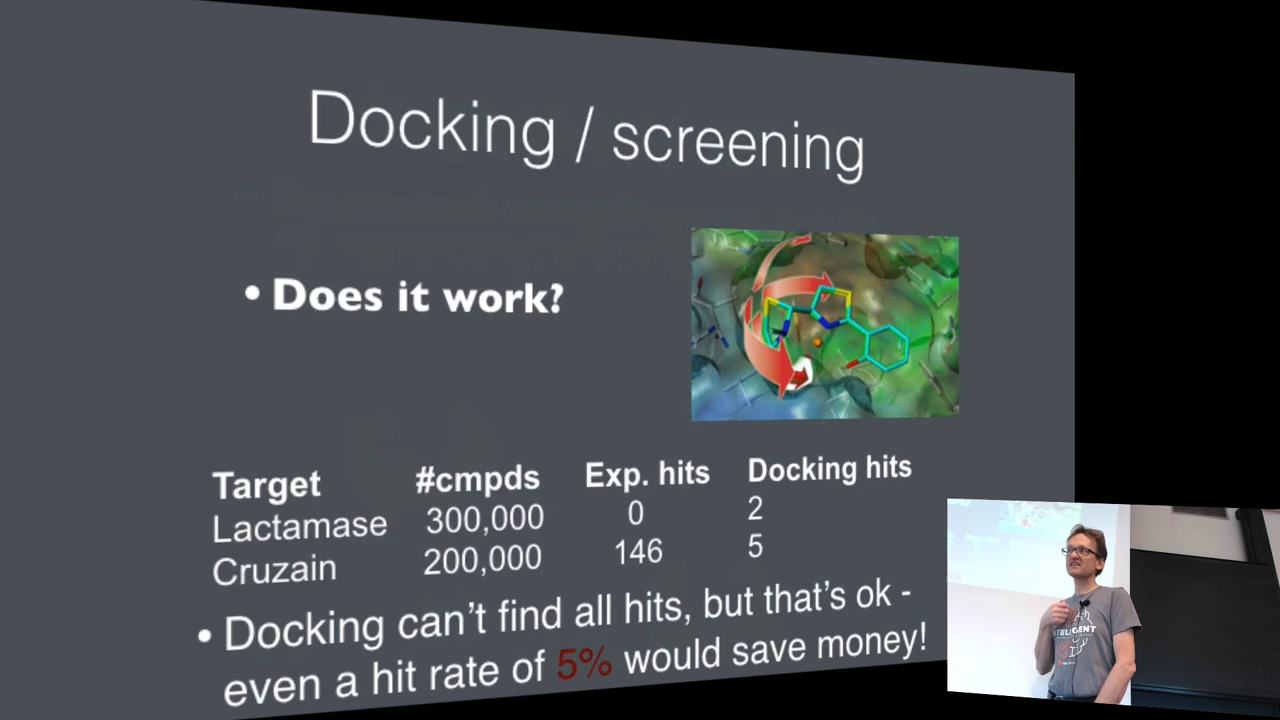 Docking / screening
• Does it work?
Target #cmpds Exp. hits Docking hits
Lactamase 300,000 0 2
Cruzain 200,000 146 5
• Docking can't find all hits, but that's ok -
even a hit rate of 5% would save money!